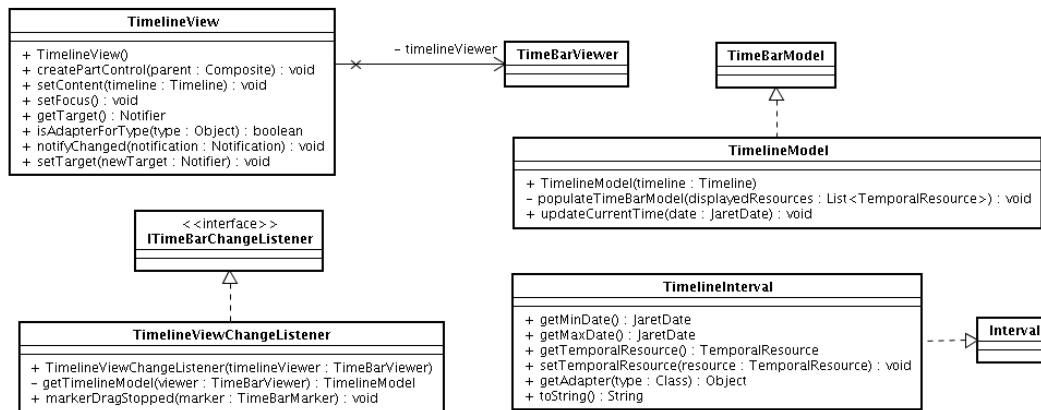 TimelineView
+ TimelineView()
+ createPartControl(parent : Composite) : void
+ setContent(timeline : Timeline) : void
+ setFocus() : void
+ getTarget() : Notifier
+ isAdapterForType(type : Object) : boolean
+ notifyChanged(notification : Notification) : void
+ setTarget(newTarget : Notifier) : void
− timelineViewer
TimeBarViewer
TimeBarModel
TimelineModel
+ TimelineModel(timeline : Timeline)
− populateTimeBarModel(displayedResources : List<TemporalResource>) : void
+ updateCurrentTime(date : JaretDate) : void
<<interface>>
ITimeBarChangeListener
TimelineViewChangeListener
+ TimelineViewChangeListener(timelineViewer : TimeBarViewer)
− getTimelineModel(viewer : TimeBarViewer) : TimelineModel
+ markerDragStopped(marker : TimeBarMarker) : void
TimelineInterval
+ getMinDate() : JaretDate
+ getMaxDate() : JaretDate
+ getTemporalResource() : TemporalResource
+ setTemporalResource(resource : TemporalResource) : void
+ getAdapter(type : Class) : Object
+ toString() : String
Interval